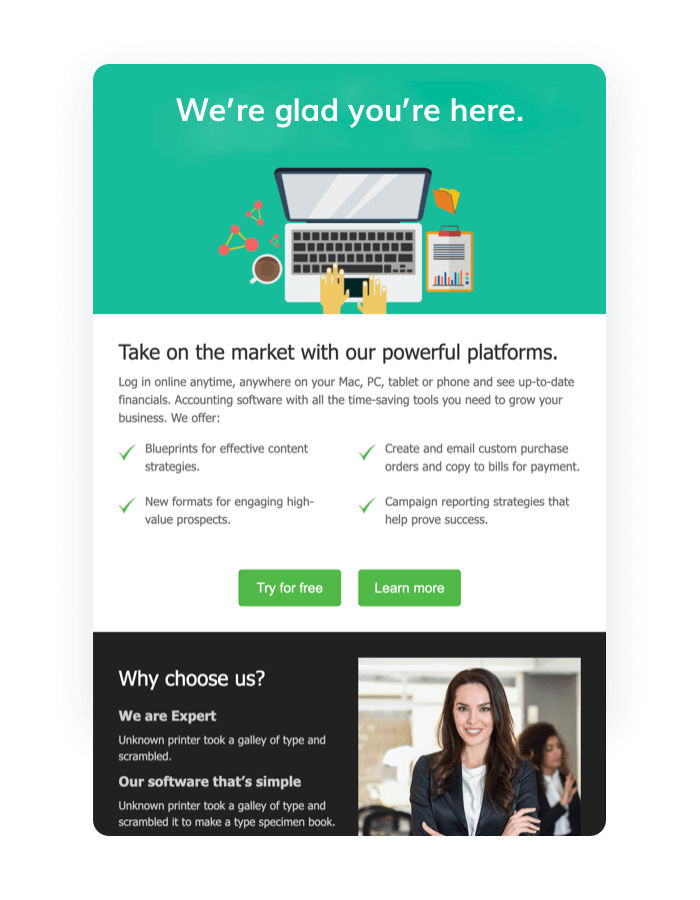 We're glad you're here.
Take on the market with our powerful platforms.
Log in online anytime, anywhere on your Mac, PC, tablet or phone and see up-to-date
financials. Accounting software with all the time-saving tools you need to grow your
business. We offer:
Blueprints for effective content
strategies.
Create and email custom purchase
orders and copy to bills for payment.
New formats for engaging high-
value prospects.
Campaign reporting strategies that
help prove success.
Try for free
Learn more
Why choose us?
We are Expert
Unknown printer took a galley of type and
scrambled.
Our software that's simple
Unknown printer took a galley of type and
scrambled it to make a type specimen book.